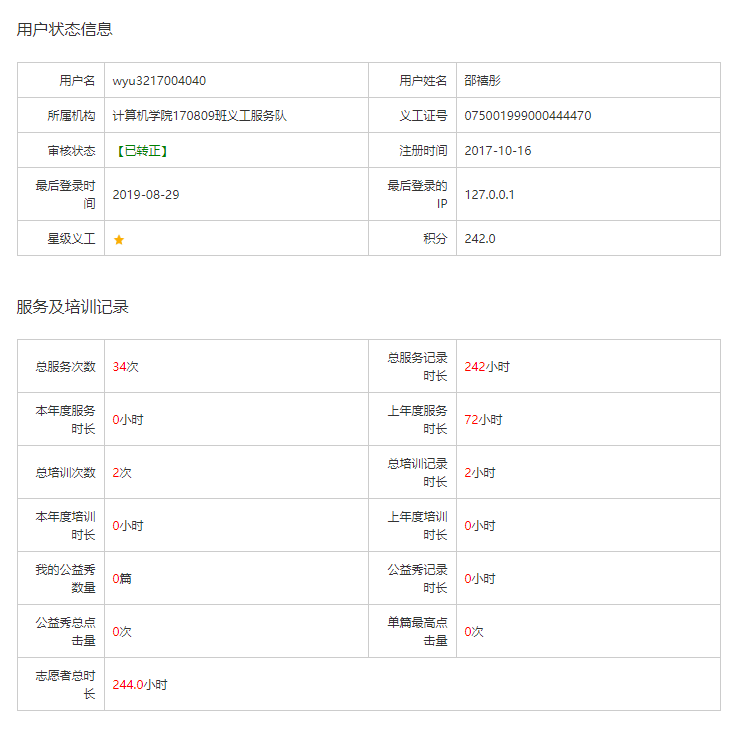 用户状态信息
用户名 wyu3217004040 用户姓名 邵禧彤
所属机构 计算机学院170809班义工服务队 义工证号 075001999000444470
审核状态 【已转正】 注册时间 2017-10-16
最后登录时间 2019-08-29 最后登录的IP 127.0.0.1
星级义工 积分 242.0
服务及培训记录
总服务次数 34次 总服务记录时长 242小时
本年度服务时长 0小时 上年度服务时长 72小时
总培训次数 2次 总培训记录时长 2小时
本年度培训时长 0小时 上年度培训时长 0小时
我的公益秀数量 0篇 公益秀记录时长 0小时
公益秀总点击量 0次 单篇最高点击量 0次
志愿者总时长 244.0小时